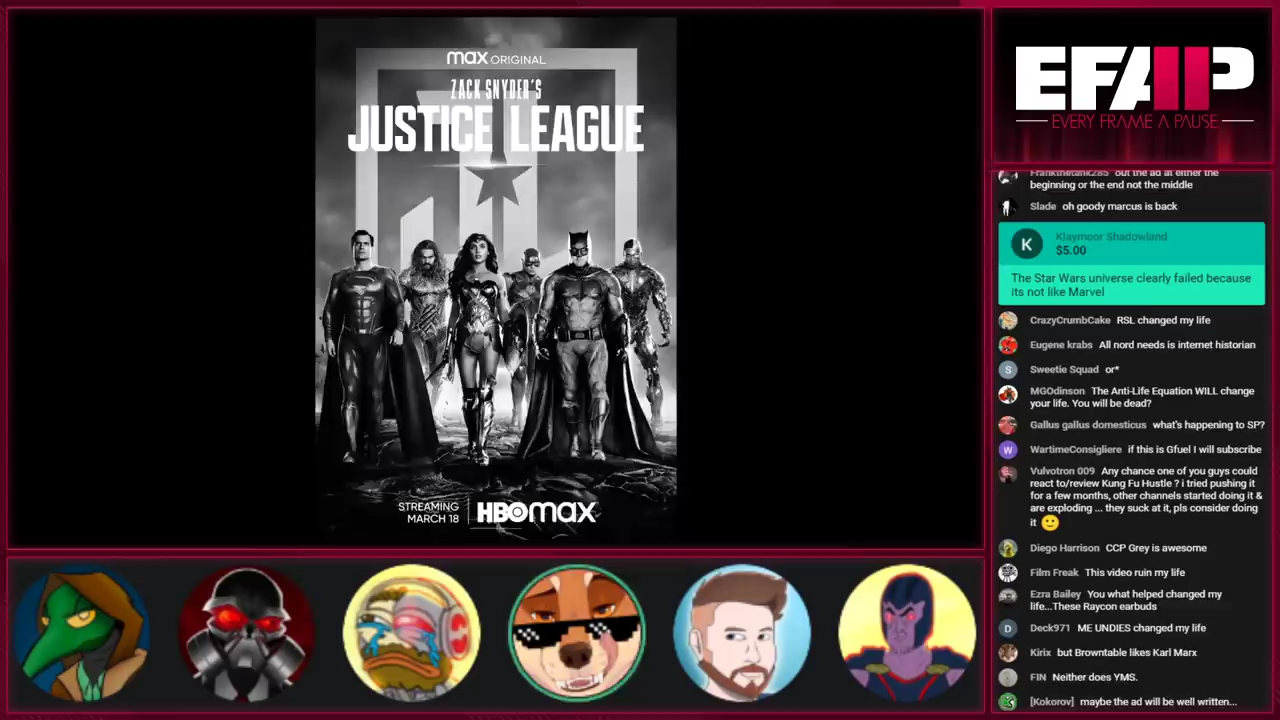 max ORIGINAL
ZACK SNYDER'S
JUSTICE LEAGUE
STREAMING
MARCH 18
HBOmax
EFAP
EVERY FRAME A PAUSE
Frankthetank285 out the ad at either the
beginning or the end not the middle
Slade oh goody marcus is back
K
Klaymoor Shadowland
$5.00
The Star Wars universe clearly failed because
its not like Marvel
CrazyCrumbCake RSL changed my life
Eugene krabs All nord needs is internet historian
S
Sweetie Squad or*
MGOdinson The Anti-Life Equation WILL change
your life. You will be dead?
Gallus gallus domesticus what's happening to SP?
W
WartimeConsigliere if this is Gfuel I will subscribe
Vulvotron 009 Any chance one of you guys could
react to/review Kung Fu Hustle ? i tried pushing it
for a few months, other channels started doing it &
are exploding ... they suck at it, pls consider doing
it 🙂
Diego Harrison CCP Grey is awesome
Film Freak This video ruin my life
Ezra Bailey You what helped changed my
life...These Raycon earbuds
D
Deck971 ME UNDIES changed my life
Kirix but Browntable likes Karl Marx
FIN Neither does YMS.
[Kokorov] maybe the ad will be well written...